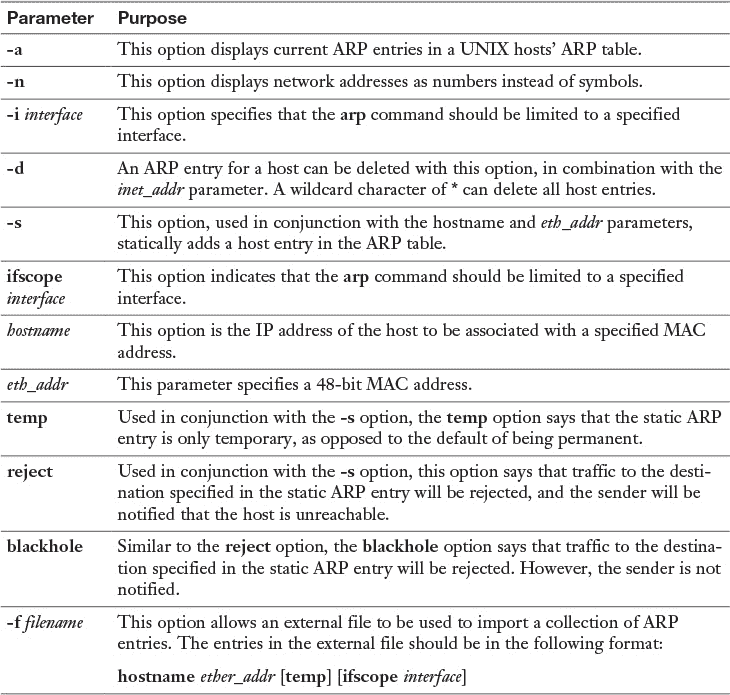 Parameter Purpose
-a This option displays current ARP entries in a UNIX hosts’ ARP table.
-n This option displays network addresses as numbers instead of symbols.
-i interface This option specifies that the arp command should be limited to a specified
interface.
-d An ARP entry for a host can be deleted with this option, in combination with the
inet_addr parameter. A wildcard character of * can delete all host entries.
-s This option, used in conjunction with the hostname and eth_addr parameters,
statically adds a host entry in the ARP table.
ifscope This option indicates that the arp command should be limited to a specified
interface interface.
hostname This option is the IP address of the host to be associated with a specified MAC
address.
eth_addr This parameter specifies a 48-bit MAC address.
temp Used in conjunction with the -s option, the temp option says that the static ARP
entry is only temporary, as opposed to the default of being permanent.
reject Used in conjunction with the -s option, this option says that traffic to the desti-
nation specified in the static ARP entry will be rejected, and the sender will be
notified that the host is unreachable.
blackhole Similar to the reject option, the blackhole option says that traffic to the destina-
tion specified in the static ARP entry will be rejected. However, the sender is not
notified.
-f filename This option allows an external file to be used to import a collection of ARP
entries. The entries in the external file should be in the following format:
hostname ether_addr [temp] [ifscope interface]